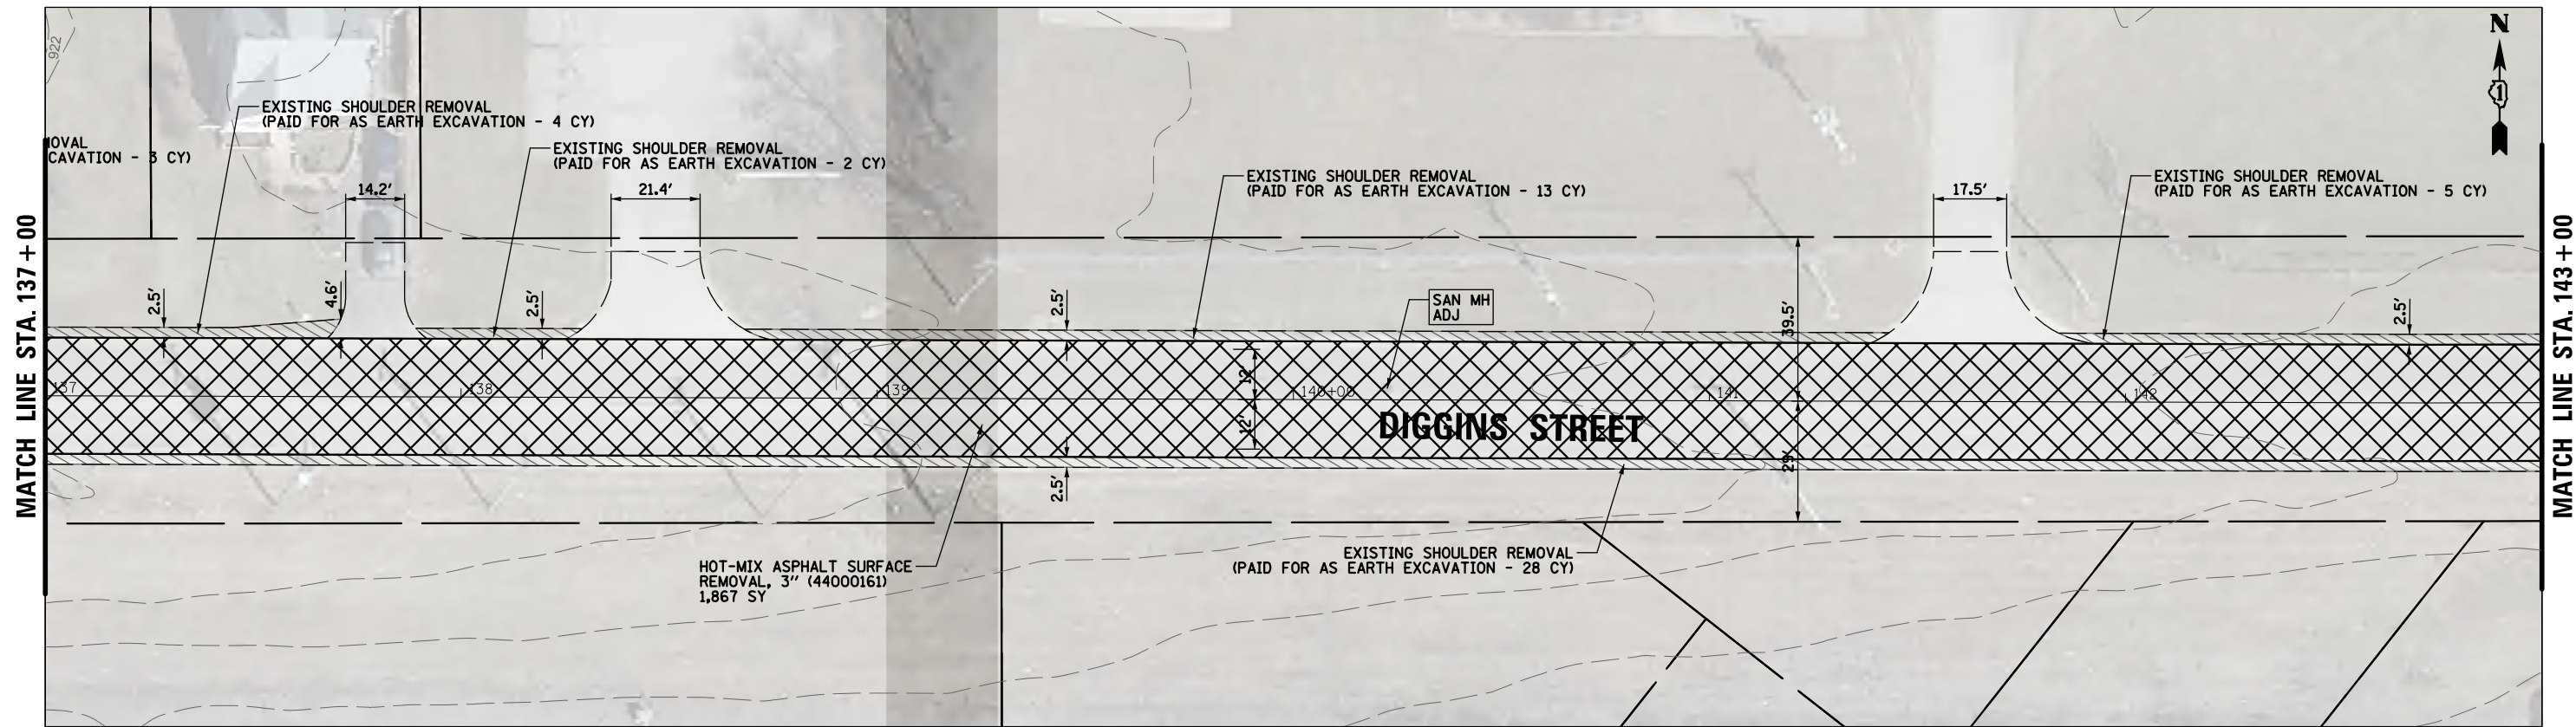 922
N
1
EXISTING SHOULDER REMOVAL
(PAID FOR AS EARTH EXCAVATION - 4 CY)
CAVATION - 3 CY)
EXISTING SHOULDER REMOVAL
(PAID FOR AS EARTH EXCAVATION - 2 CY)
EXISTING SHOULDER REMOVAL
(PAID FOR AS EARTH EXCAVATION - 13 CY)
EXISTING SHOULDER REMOVAL
(PAID FOR AS EARTH EXCAVATION - 5 CY)
14.2'
21.4'
17.5'
MATCH LINE STA. 137+00
MATCH LINE STA. 143+00
2.5'
4.6'
2.5'
2.5'
SAN MH
ADJ
39.5'
2.5'
137
138
139
12'
140+00
141
142
12'
DIGGINS STREET
29'
2.5'
HOT-MIX ASPHALT SURFACE
REMOVAL, 3" (44000161)
1,867 SY
EXISTING SHOULDER REMOVAL
(PAID FOR AS EARTH EXCAVATION - 28 CY)